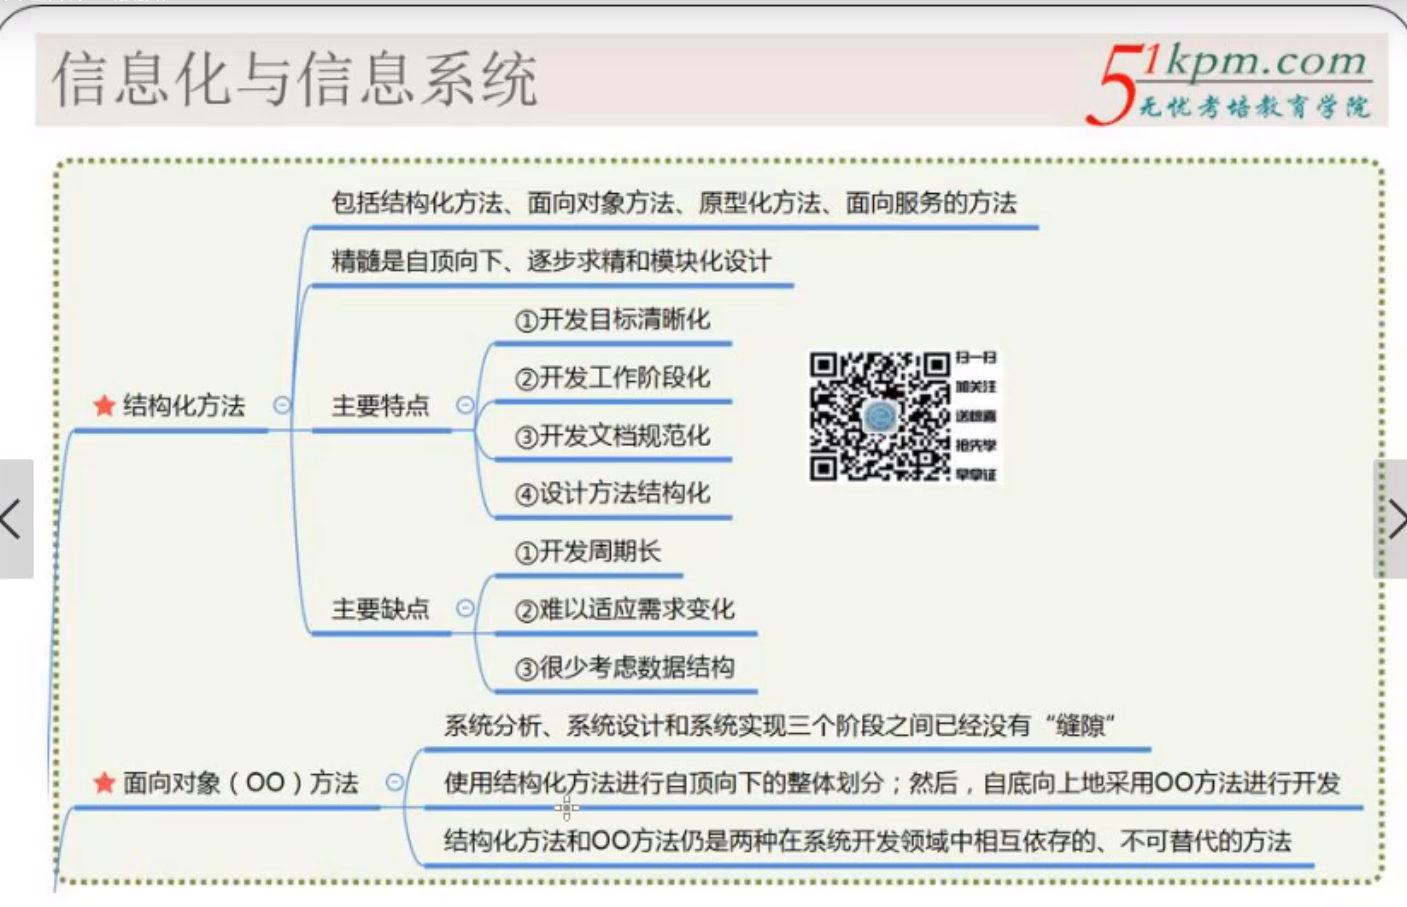 信息化与信息系统
51kpm.com
无忧考培教育学院
包括结构化方法、面向对象方法、原型化方法、面向服务的方法
精髓是自顶向下、逐步求精和模块化设计
结构化方法
主要特点
①开发目标清晰化
②开发工作阶段化
③开发文档规范化
④设计方法结构化
扫一扫
加关注
抢先学
早拿证
主要缺点
①开发周期长
②难以适应需求变化
③很少考虑数据结构
面向对象（OO）方法
系统分析、系统设计和系统实现三个阶段之间已经没有“缝隙”
使用结构化方法进行自顶向下的整体划分；然后，自底向上地采用OO方法进行开发
结构化方法和OO方法仍是两种在系统开发领域中相互依存的、不可替代的方法